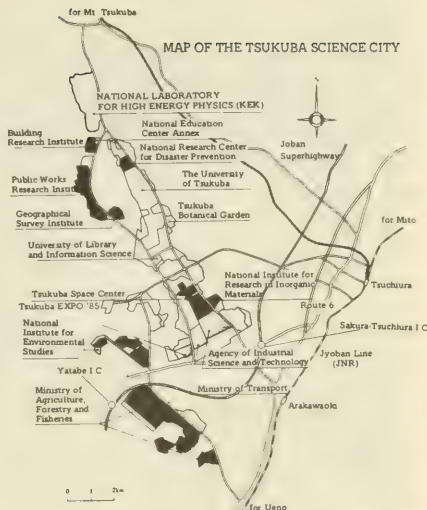 for Mt Tsukuba
MAP OF THE TSUKUBA SCIENCE CITY
NATIONAL LABORATORY
FOR HIGH ENERGY PHYSICS (KEK)
National Education
Center Annex
Building
Research Institute
National Research Center
for Disaster Prevention
Joban
Superhighway
Public Works
Research Instit
The University
of Tsukuba
Geographical
Survey Institute
Tsukuba
Botanical Garden
for Mito
University of Library
and Information Science
National Institute for
Research in Inorganic
Materials
Tsuchiura
Route 6
Tsukuba Space Center
Tsukuba EXPO '85
Sakura-Tsuchiura I C
National
Institute for
Environmental
Studies
Agency of Industrial
Science and Technology
Jyoban Line
(JNR)
Yatabe I C
Ministry of Transport
Ministry of
Agriculture,
Forestry and
Fisheries
Arakawaoki
0 1 2km
for Ueno